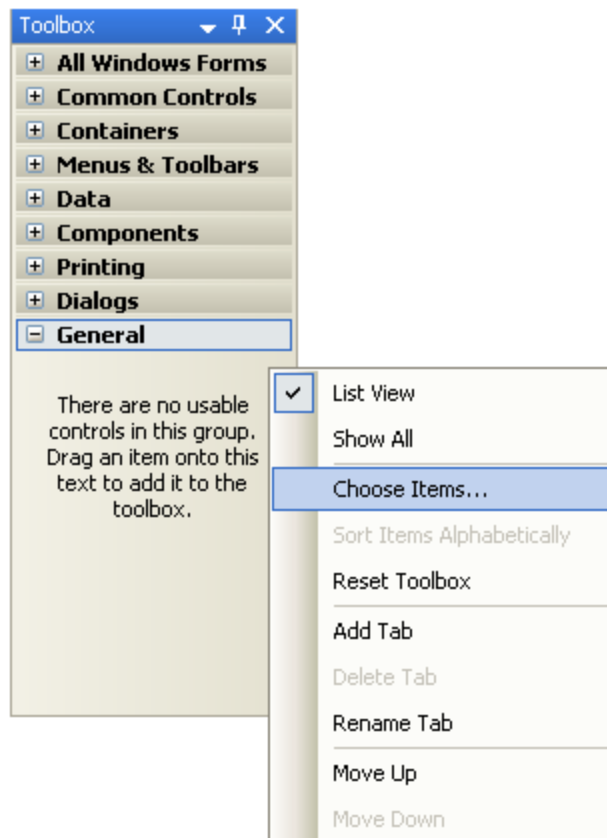 Toolbox
All Windows Forms
Common Controls
Containers
Menus & Toolbars
Data
Components
Printing
Dialogs
General
There are no usable
controls in this group.
Drag an item onto this
text to add it to the
toolbox.
List View
Show All
Choose Items...
Sort Items Alphabetically
Reset Toolbox
Add Tab
Delete Tab
Rename Tab
Move Up
Move Down